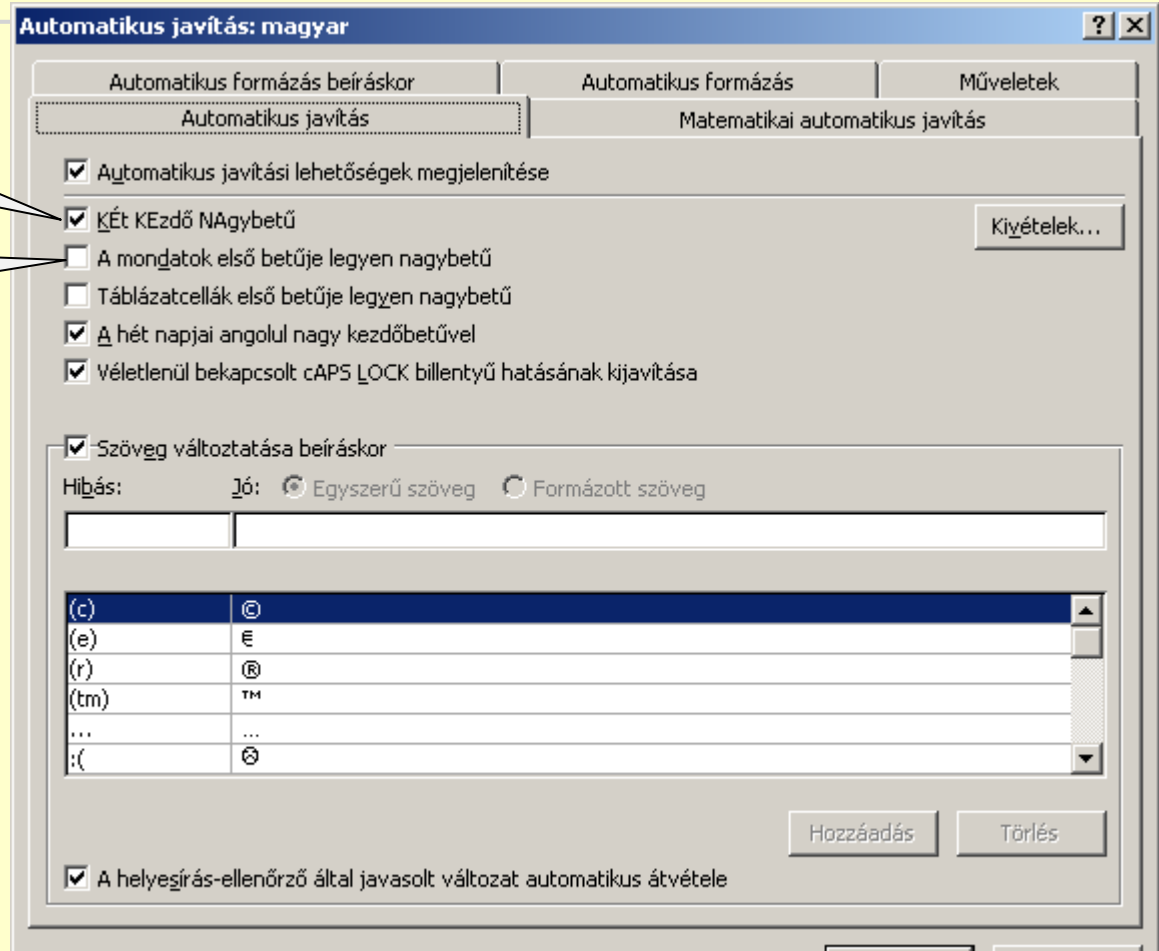 Automatikus javítás: magyar
Automatikus formázás beíráskor Automatikus formázás Műveletek
Automatikus javítás Matematikai automatikus javítás
Automatikus javítási lehetőségek megjelenítése
KÉt KEzdő NAgybetű Kivételek...
A mondatok első betűje legyen nagybetű
Táblázatcellák első betűje legyen nagybetű
A hét napjai angolul nagy kezdőbetűvel
Véletlenül bekapcsolt cAPS LOCK billentyű hatásának kijavítása
Szöveg változtatása beíráskor
Hibás: Jó: Egyszerű szöveg Formázott szöveg
(c) ©
(e) €
(r) ®
(tm) ™
... ...
:( ☹
Hozzáadás Törlés
A helyesírás-ellenőrző által javasolt változat automatikus átvétele